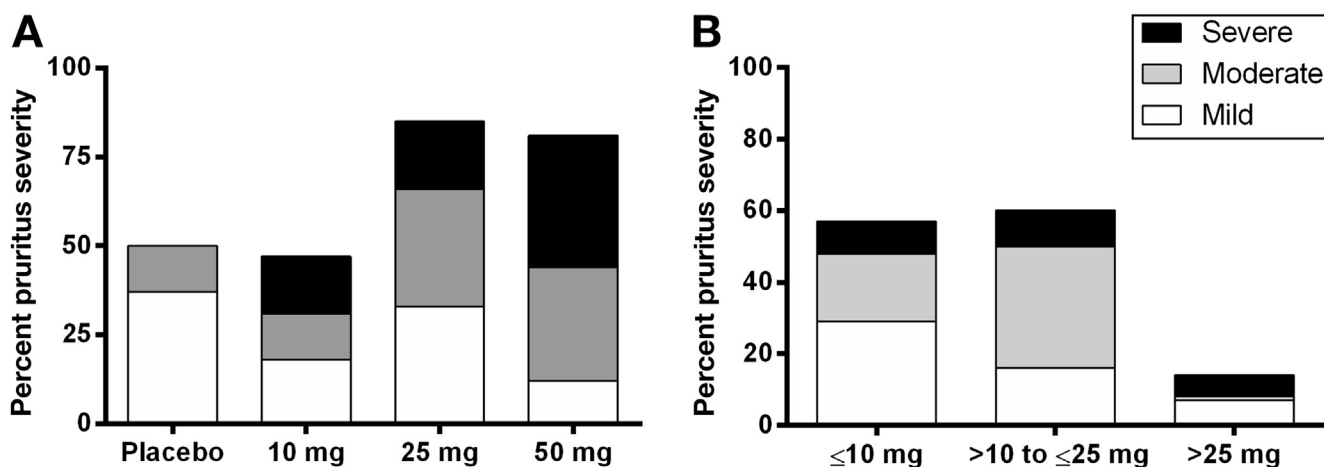 A
Percent pruritus severity
100
75
50
25
0
Placebo 10 mg 25 mg 50 mg
B
Percent pruritus severity
100
80
60
40
20
0
≤10 mg >10 to ≤25 mg >25 mg
Severe
Moderate
Mild